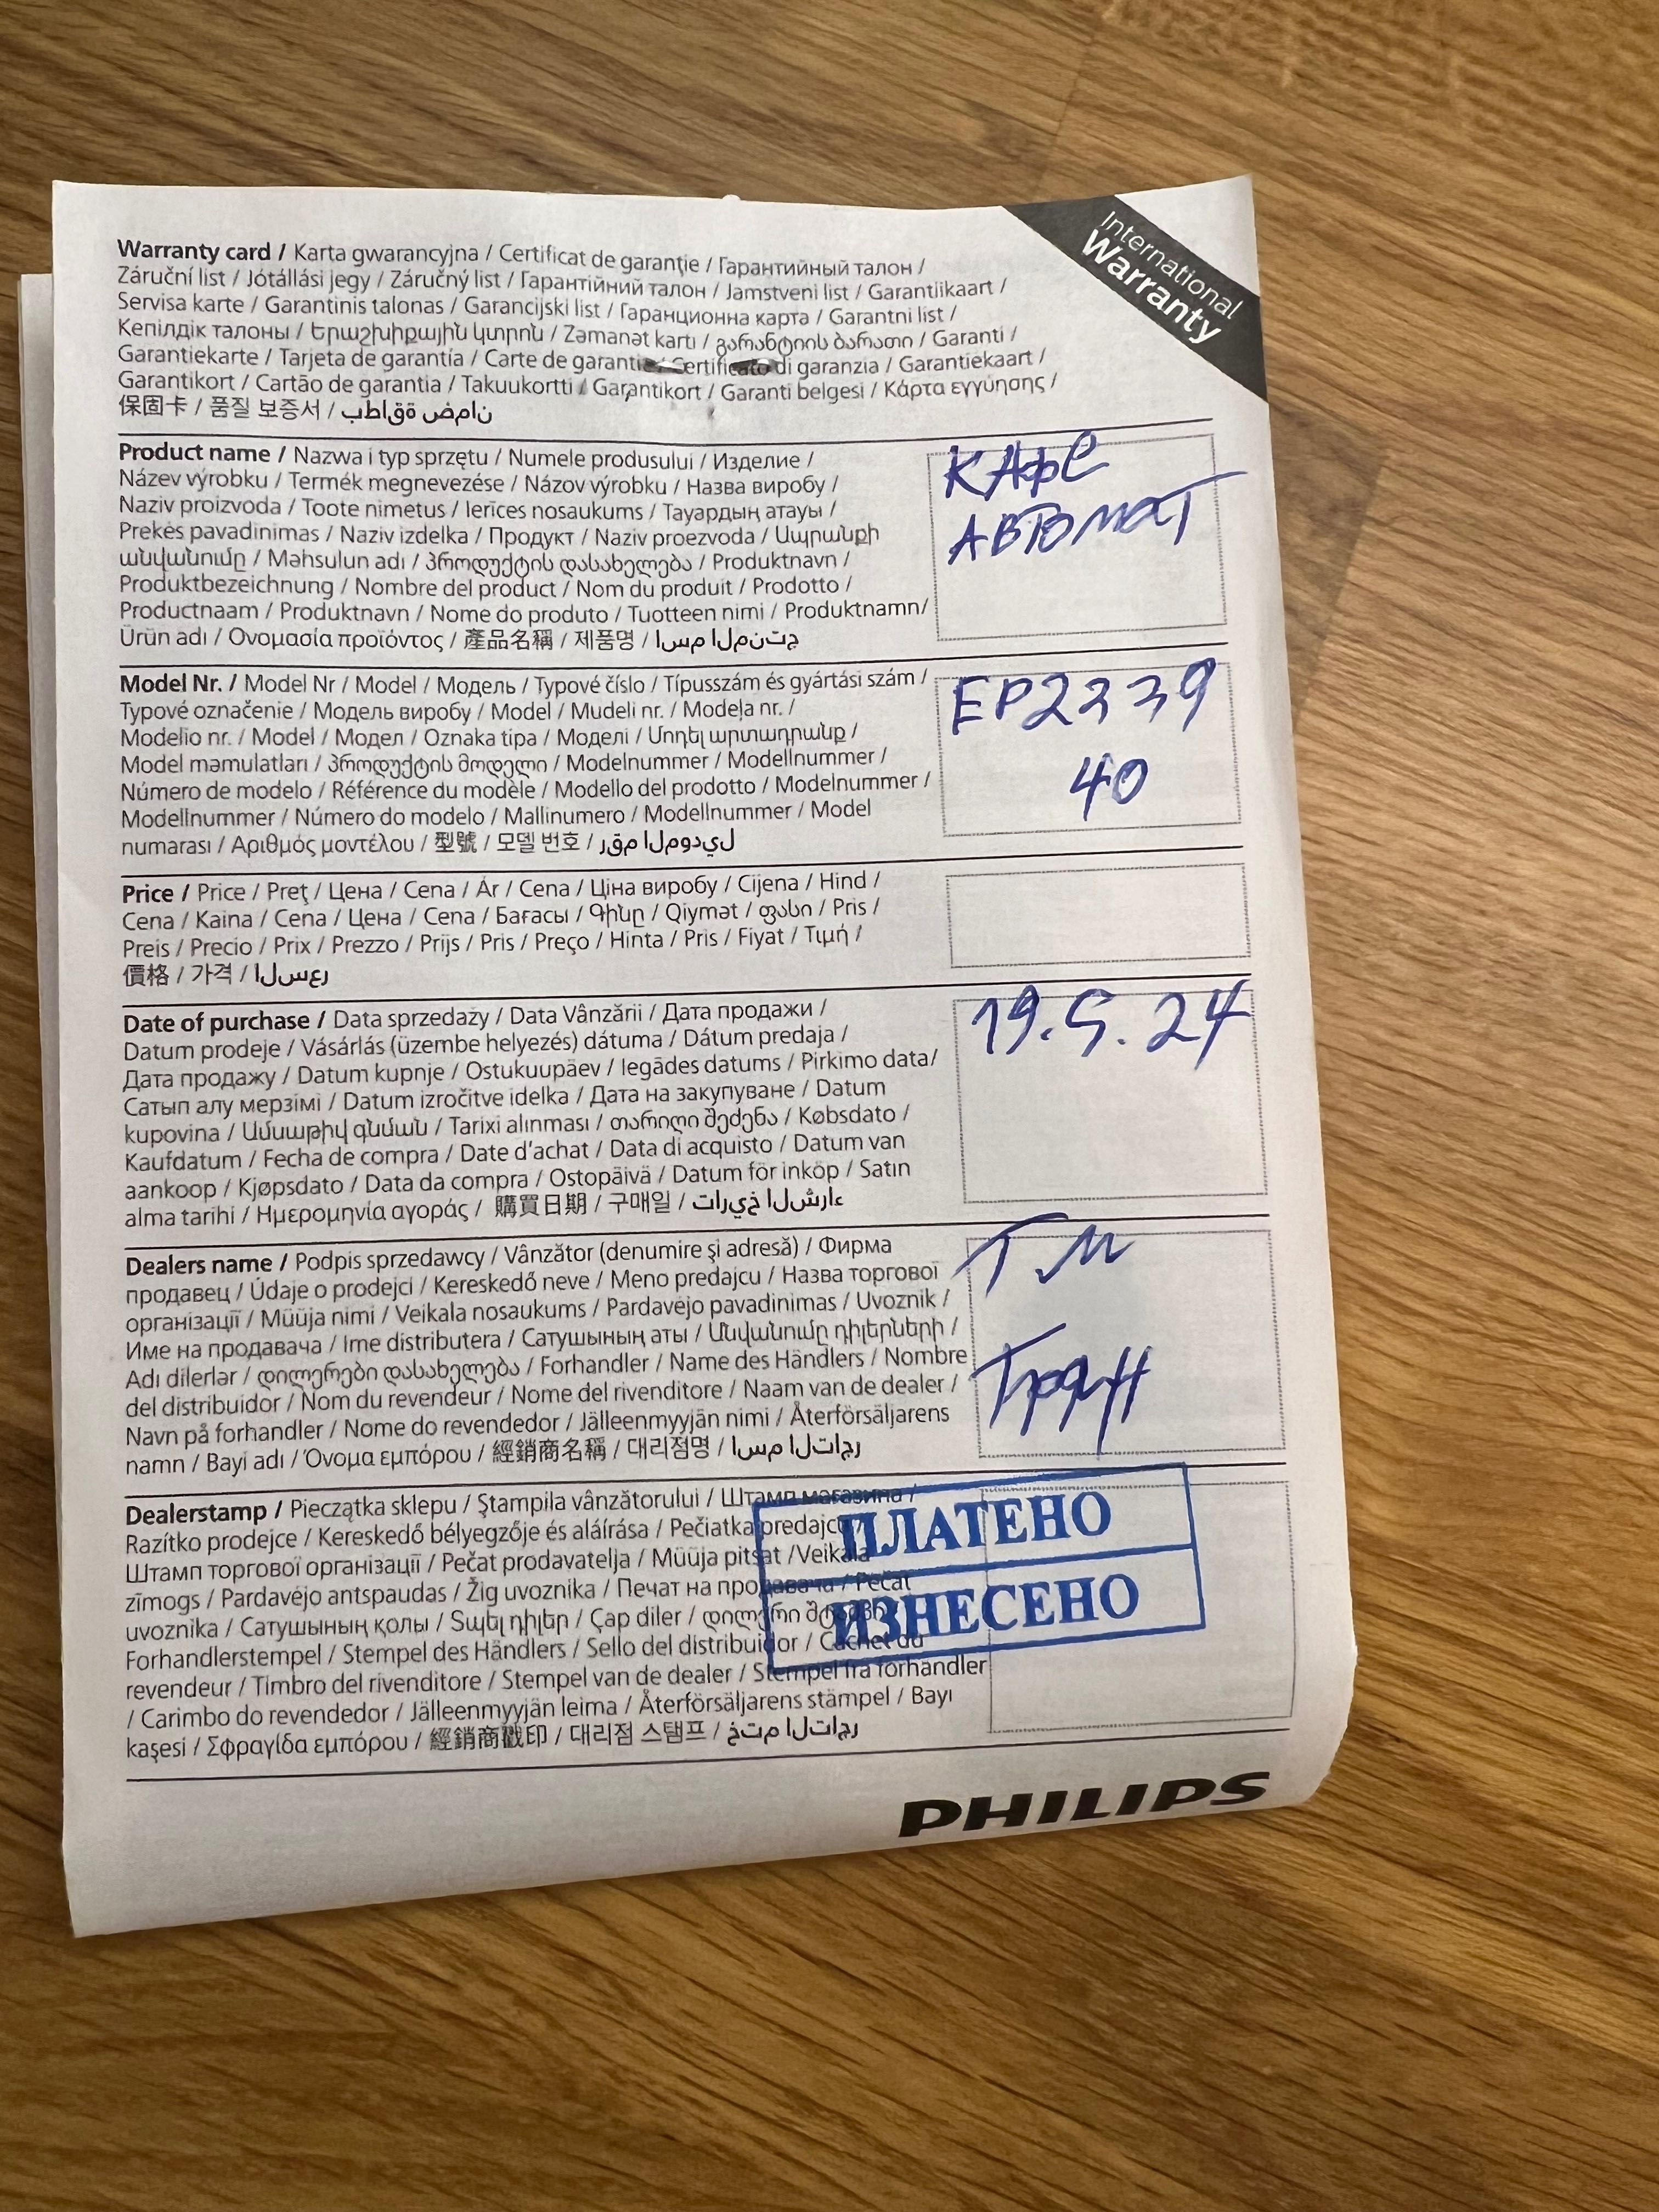 International
Warranty
Warranty card / Karta gwarancyjna / Certificat de garanţie / Гарантийный талон /
Záruční list / Jótállási jegy / Záručný list / Гарантійний талон / Jamstveni list / Garantiikaart /
Servisa karte / Garantinis talonas / Garancijski list / Гаранционна карта / Garantni list /
Кепілдік талоны / Երաշխիքային կտրոն / Zəmanət kartı / გარანტიის ბარათი / Garanti /
Garantiekarte / Tarjeta de garantía / Carte de garantie / Certificato di garanzia / Garantiekaart /
Garantikort / Cartão de garantia / Takuukortti / Garantikort / Garanti belgesi / Κάρτα εγγύησης /
保固卡 / 품질 보증서 / بطاقة ضمان
Product name / Nazwa i typ sprzętu / Numele produsului / Изделие /
Název výrobku / Termék megnevezése / Názov výrobku / Назва виробу /
Naziv proizvoda / Toote nimetus / Ierīces nosaukums / Тауардың атауы /
Prekės pavadinimas / Naziv izdelka / Продукт / Naziv proezvoda / Ապրանքի
անվանումը / Məhsulun adı / პროდუქტის დასახელება / Produktnavn /
Produktbezeichnung / Nombre del product / Nom du produit / Prodotto /
Productnaam / Produktnavn / Nome do produto / Tuotteen nimi / Produktnamn/
Ürün adı / Ονομασία προϊόντος / 產品名稱 / 제품명 / اسم المنتج
КАФЕ
АВТОМАТ
Model Nr. / Model Nr / Model / Модель / Typové číslo / Típusszám és gyártási szám /
Typové označenie / Модель виробу / Model / Mudeli nr. / Modeļa nr. /
Modelio nr. / Model / Модел / Oznaka tipa / Моделі / Մոդել արտադրանք /
Model məmulatları / პროდუქტის მოდელი / Modelnummer / Modellnummer /
Número de modelo / Référence du modèle / Modello del prodotto / Modelnummer /
Modellnummer / Número do modelo / Mallinumero / Modellnummer / Model
numarası / Αριθμός μοντέλου / 型號 / 모델 번호 / رقم الموديل
EP2339
40
Price / Price / Preţ / Цена / Cena / Ár / Cena / Ціна виробу / Cijena / Hind /
Cena / Kaina / Cena / Цена / Cena / Бағасы / Գինը / Qiymət / ფასი / Pris /
Preis / Precio / Prix / Prezzo / Prijs / Pris / Preço / Hinta / Pris / Fiyat / Τιμή /
價格 / 가격 / السعر
Date of purchase / Data sprzedaży / Data Vânzării / Дата продажи /
Datum prodeje / Vásárlás (üzembe helyezés) dátuma / Dátum predaja /
Дата продажу / Datum kupnje / Ostukuupäev / Iegādes datums / Pirkimo data/
Сатып алу мерзімі / Datum izročitve idelka / Дата на закупуване / Datum
kupovina / Ամսաթիվ գնման / Tarixi alınması / თარიღი შეძენა / Købsdato /
Kaufdatum / Fecha de compra / Date d'achat / Data di acquisto / Datum van
aankoop / Kjøpsdato / Data da compra / Ostopäivä / Datum för inköp / Satın
alma tarihi / Ημερομηνία αγοράς / 購買日期 / 구매일 / تاريخ الشراء
19.5.24
Dealers name / Podpis sprzedawcy / Vânzător (denumire şi adresă) / Фирма
продавец / Údaje o prodejci / Kereskedő neve / Meno predajcu / Назва торгової
організації / Müüja nimi / Veikala nosaukums / Pardavėjo pavadinimas / Uvoznik /
Име на продавача / Ime distributera / Сатушының аты / Անվանումը դիլերների /
Adı dilerlər / დილერები დასახელება / Forhandler / Name des Händlers / Nombre
del distribuidor / Nom du revendeur / Nome del rivenditore / Naam van de dealer /
Navn på forhandler / Nome do revendedor / Jälleenmyyjän nimi / Återförsäljarens
namn / Bayi adı / Όνομα εμπόρου / 經銷商名稱 / 대리점명 / اسم التاجر
ТМ
Dealerstamp / Pieczątka sklepu / Ştampila vânzătorului / Штамп магазина /
Razítko prodejce / Kereskedő bélyegzője és aláírása / Pečiatka predajcu
Штамп торгової організації / Pečat prodavatelja / Müüja pitsat /Veikala
zīmogs / Pardavėjo antspaudas / Žig uvoznika / Печат на продавача / Pečat
uvoznika / Сатушының қолы / Տպել դիլեր / Çap diler / დილერი
Forhandlerstempel / Stempel des Händlers / Sello del distribuidor / Cachet du
revendeur / Timbro del rivenditore / Stempel van de dealer / Stempel fra forhandler
/ Carimbo do revendedor / Jälleenmyyjän leima / Återförsäljarens stämpel / Bayı
kaşesi / Σφραγίδα εμπόρου / 經銷商戳印 / 대리점 스탬프 / ختم التاجر
ПЛАТЕНО
ИЗНЕСЕНО
PHILIPS